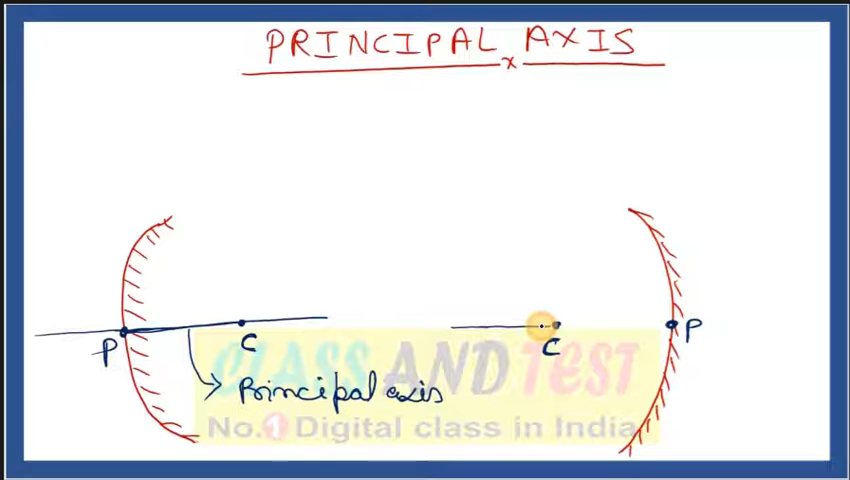 PRINCIPAL AXIS
x
P
C
C
P
Principal axis
CLASS AND TEST
No.1 Digital class in India